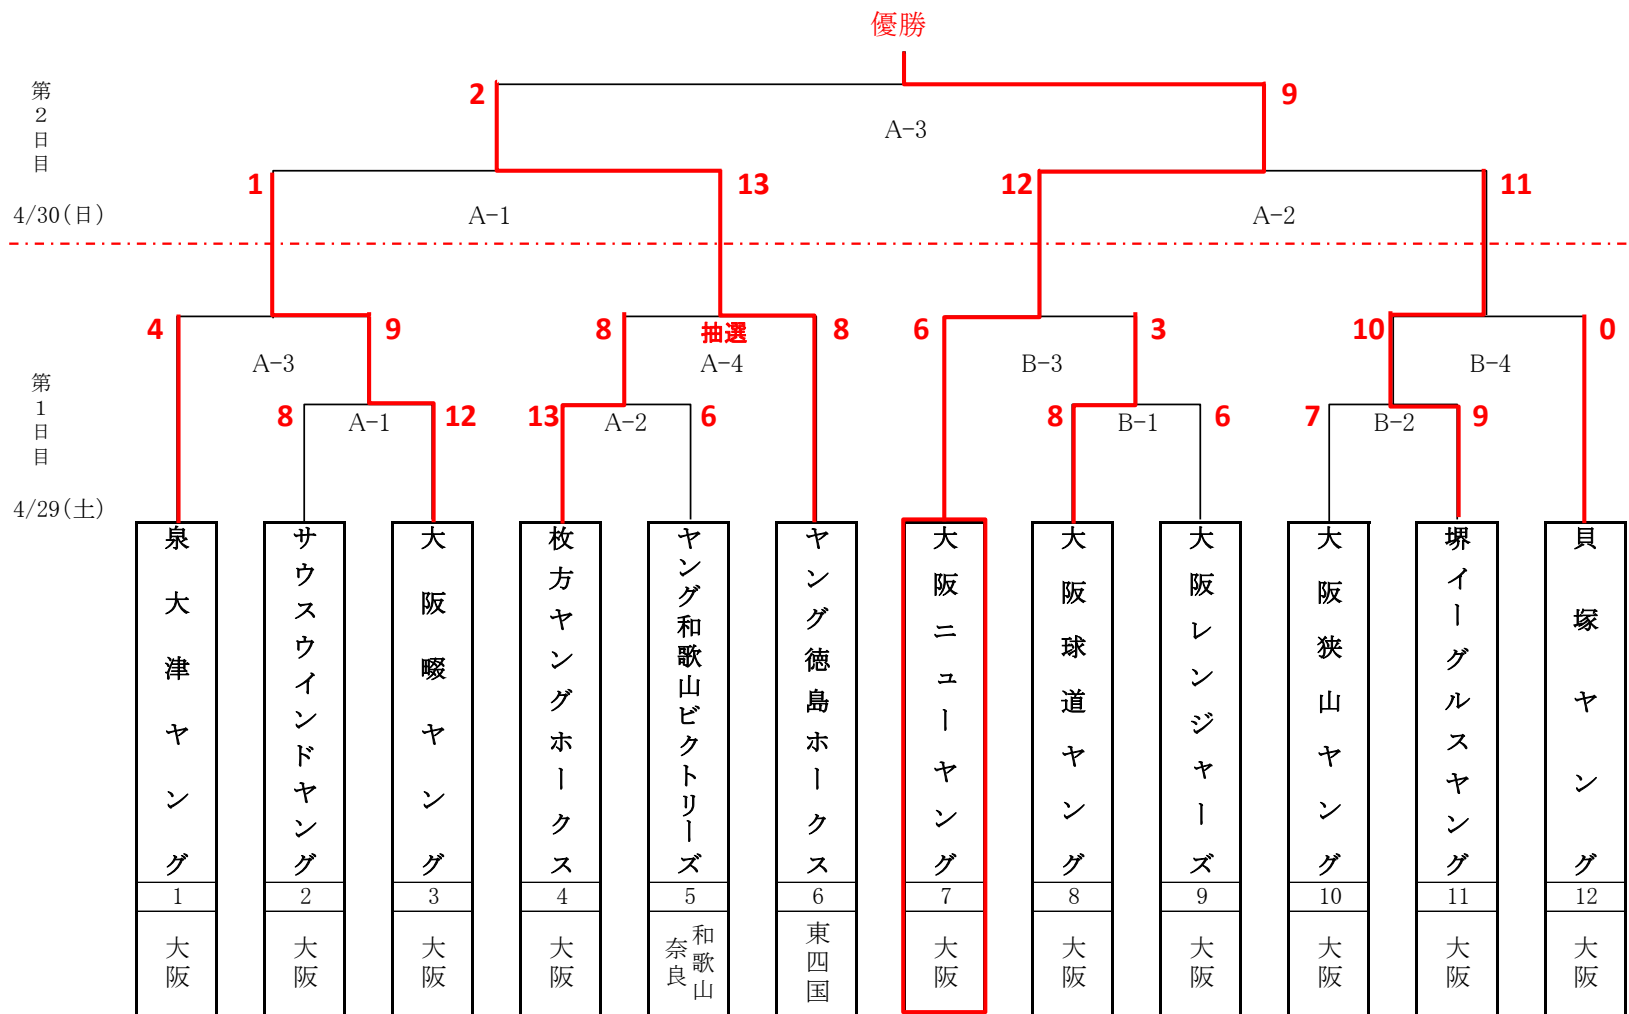 優勝
第2日目
2
9
A-3
1
13
12
11
4/30(日)
A-1
A-2
4
9
8
抽選
8
6
3
10
0
A-3
A-4
B-3
B-4
第1日目
8
A-1
12
13
A-2
6
8
B-1
6
7
B-2
9
4/29(土)
泉大津ヤング
サウスウインドヤング
大阪畷ヤング
枚方ヤングホークス
ヤング和歌山ビクトリーズ
ヤング徳島ホークス
大阪ニューヤング
大阪球道ヤング
大阪レンジャーズ
大阪狭山ヤング
堺イーグルスヤング
貝塚ヤング
1
2
3
4
5
6
7
8
9
10
11
12
大阪
大阪
大阪
大阪
和歌山
奈良
東四国
大阪
大阪
大阪
大阪
大阪
大阪